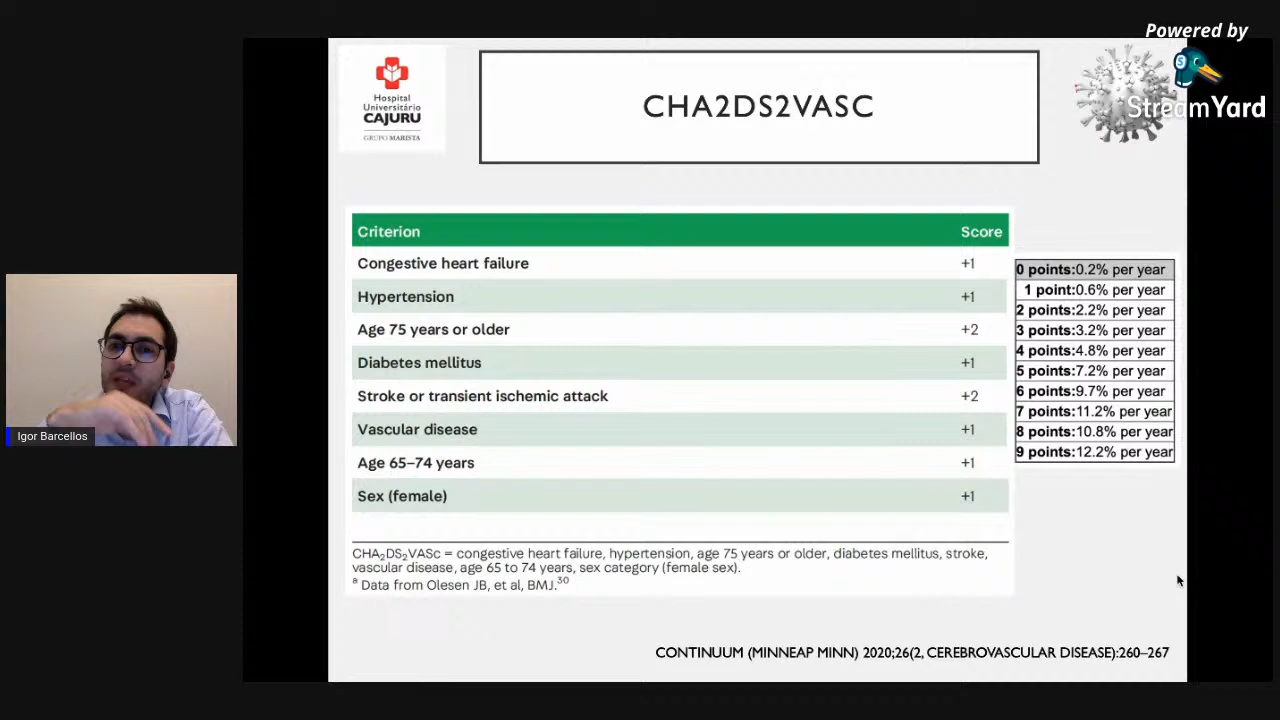 Powered by
StreamYard
Hospital
Universitário
CAJURU
GRUPO MARISTA
CHA2DS2VASC
Criterion Score
Congestive heart failure +1
Hypertension +1
Age 75 years or older +2
Diabetes mellitus +1
Stroke or transient ischemic attack +2
Vascular disease +1
Age 65–74 years +1
Sex (female) +1
0 points:0.2% per year
1 point:0.6% per year
2 points:2.2% per year
3 points:3.2% per year
4 points:4.8% per year
5 points:7.2% per year
6 points:9.7% per year
7 points:11.2% per year
8 points:10.8% per year
9 points:12.2% per year
CHA₂DS₂VASc = congestive heart failure, hypertension, age 75 years or older, diabetes mellitus, stroke,
vascular disease, age 65 to 74 years, sex category (female sex).
ª Data from Olesen JB, et al, BMJ.³⁰
CONTINUUM (MINNEAP MINN) 2020;26(2, CEREBROVASCULAR DISEASE):260–267
Igor Barcellos